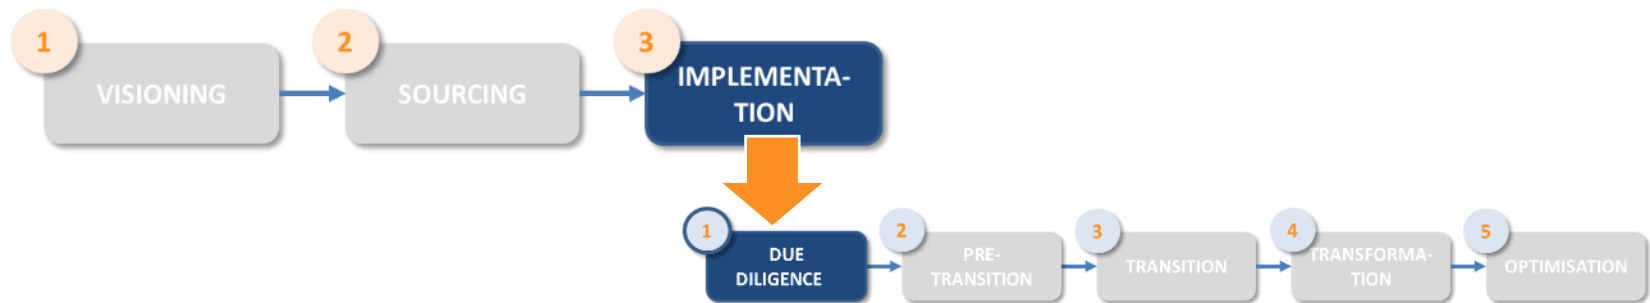 1
VISIONING
2
SOURCING
3
IMPLEMENTA-
TION
1
DUE
DILIGENCE
2
PRE-
TRANSITION
3
TRANSITION
4
TRANSFORMA-
TION
5
OPTIMISATION